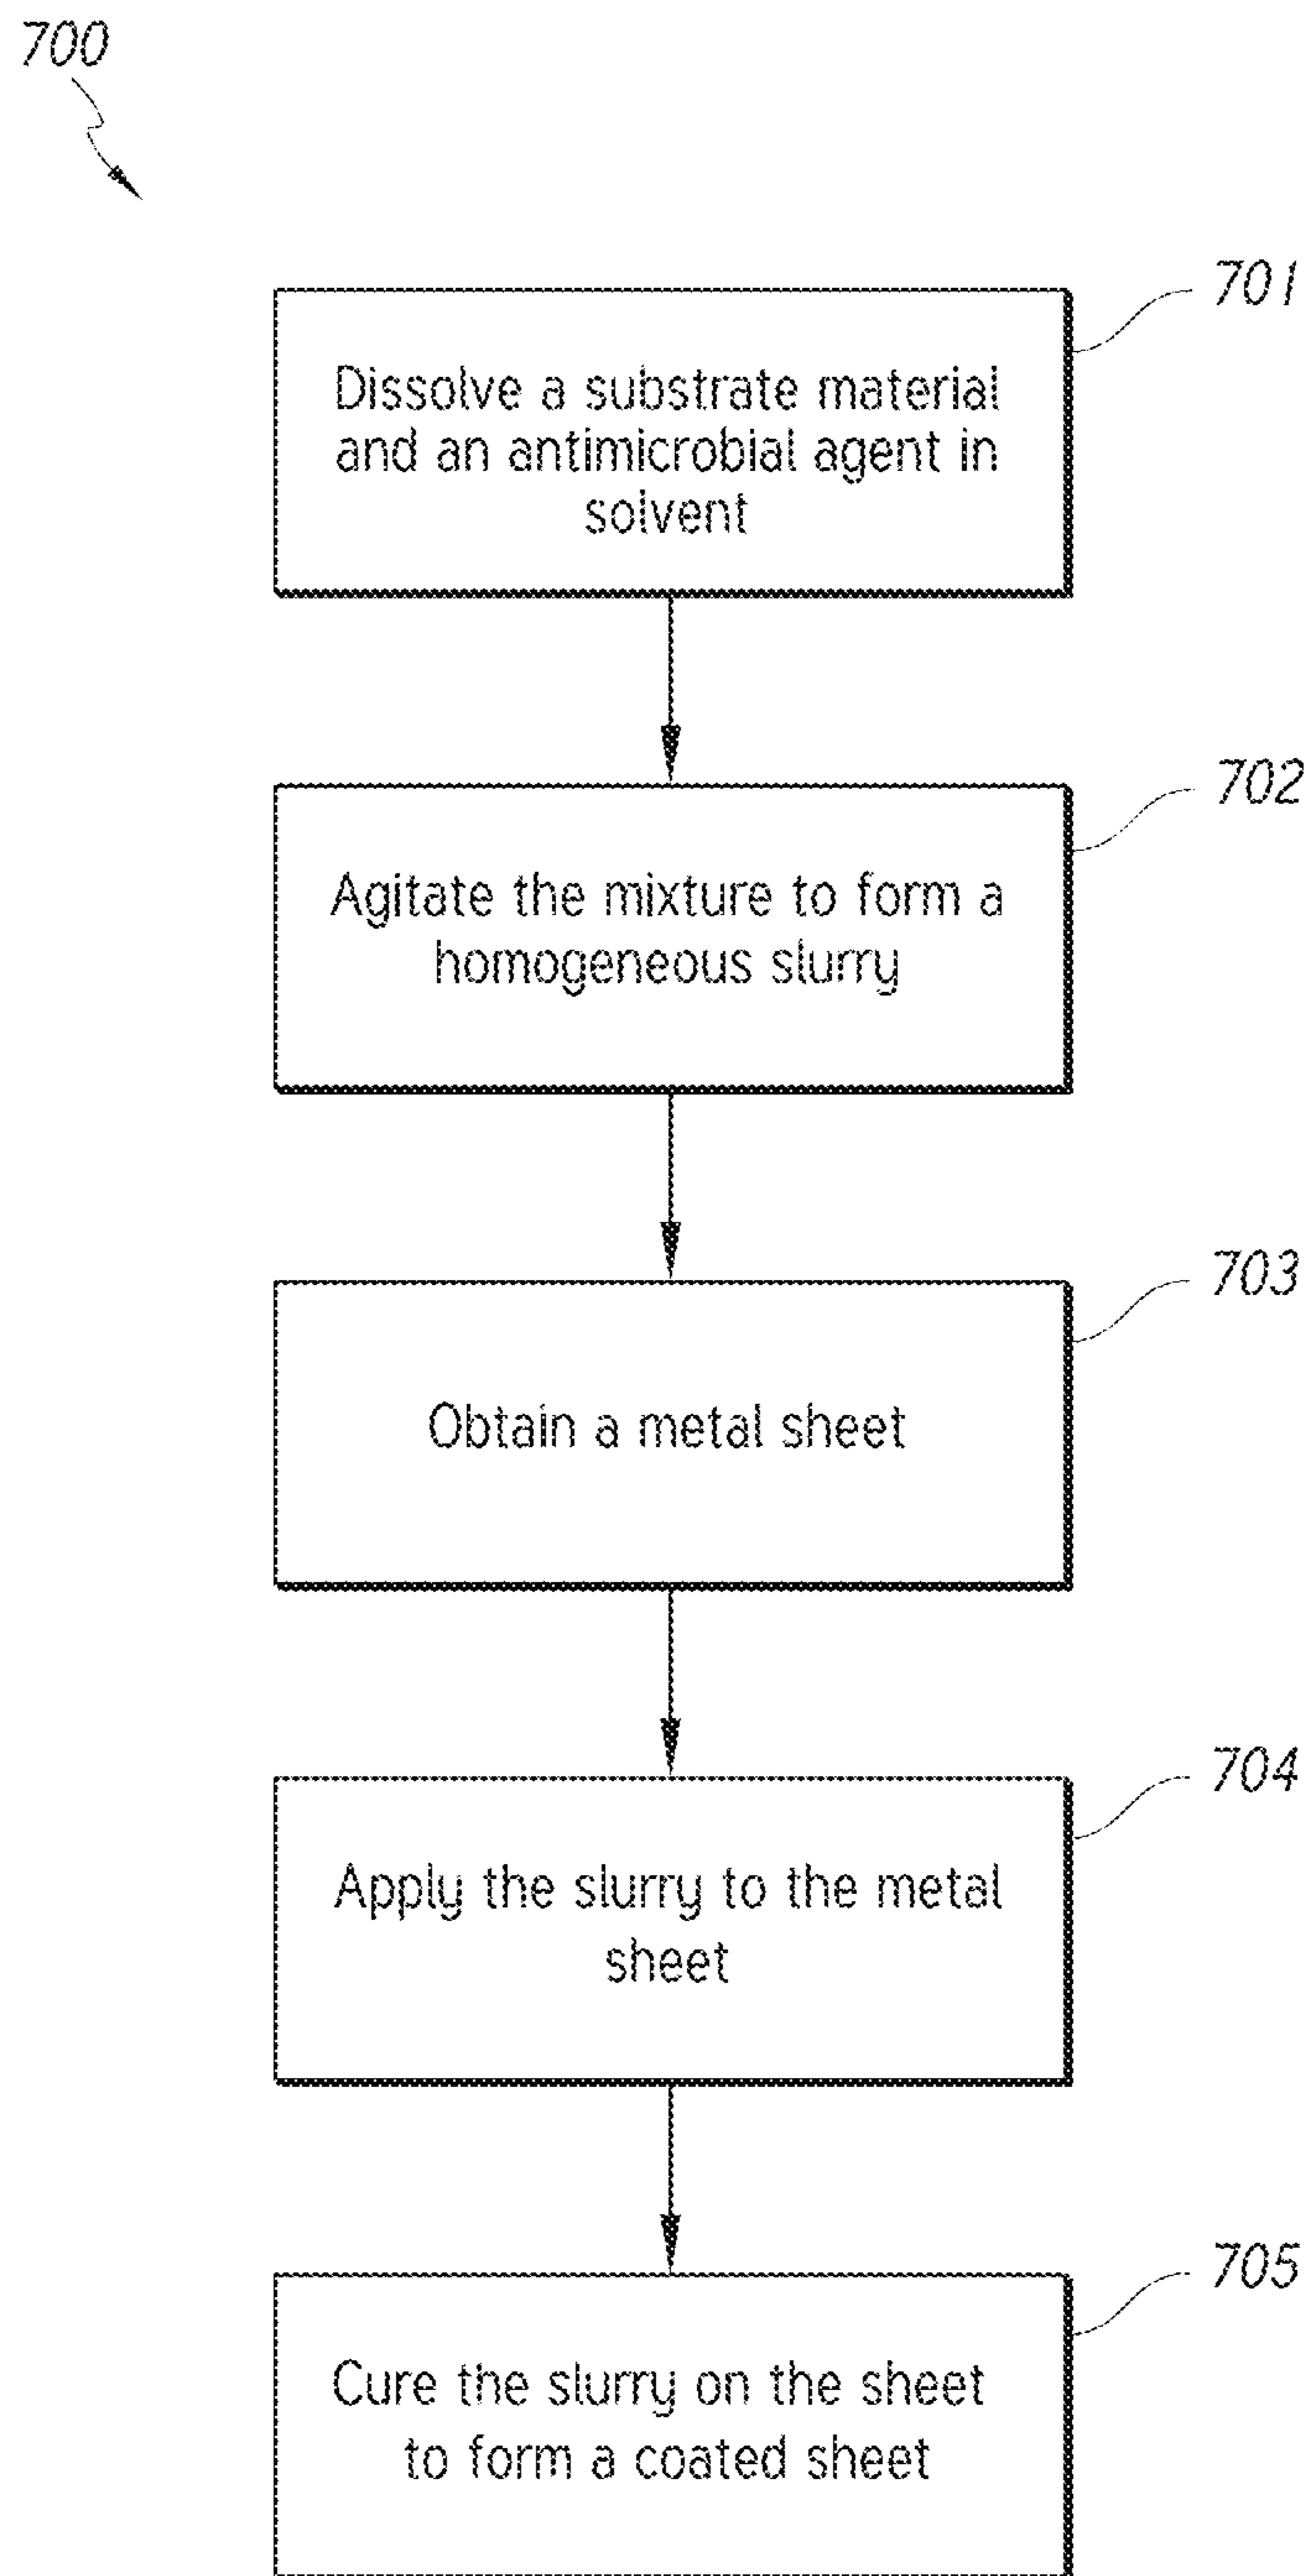 700
701
Dissolve a substrate material
and an antimicrobial agent in
solvent
702
Agitate the mixture to form a
homogeneous slurry
703
Obtain a metal sheet
704
Apply the slurry to the metal
sheet
705
Cure the slurry on the sheet
to form a coated sheet